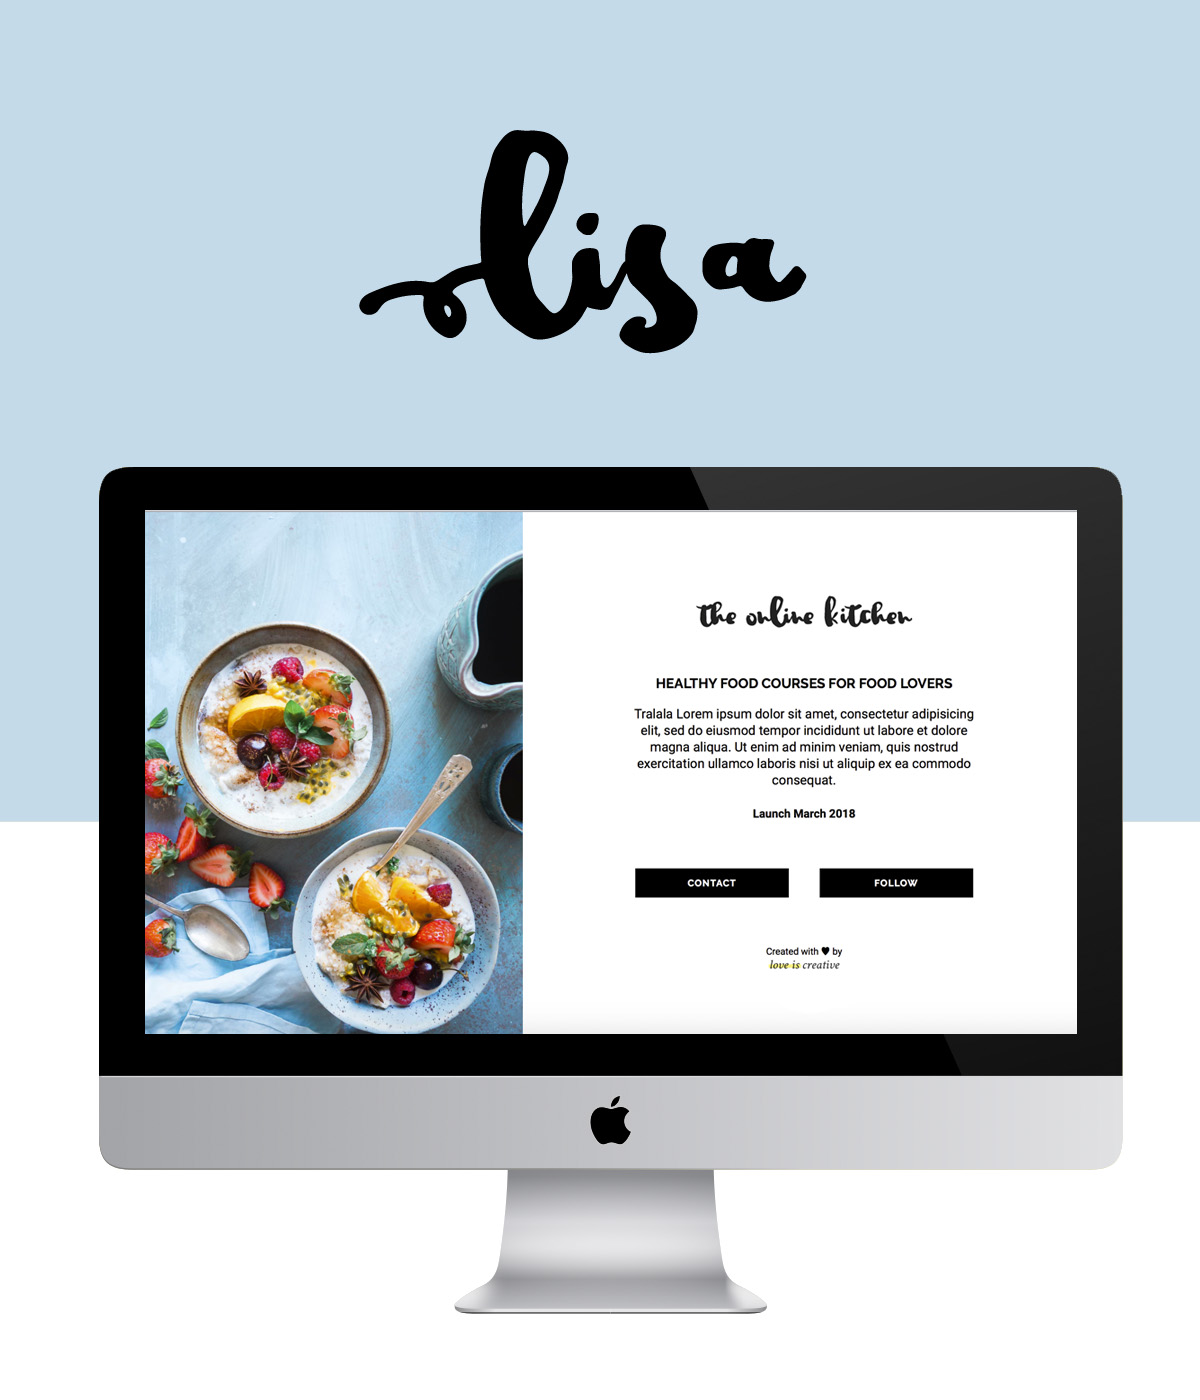 lisa
the online kitchen
HEALTHY FOOD COURSES FOR FOOD LOVERS
Tralala Lorem ipsum dolor sit amet, consectetur adipisicing
elit, sed do eiusmod tempor incididunt ut labore et dolore
magna aliqua. Ut enim ad minim veniam, quis nostrud
exercitation ullamco laboris nisi ut aliquip ex ea commodo
consequat.
Launch March 2018
CONTACT FOLLOW
Created with ♥ by
love is creative